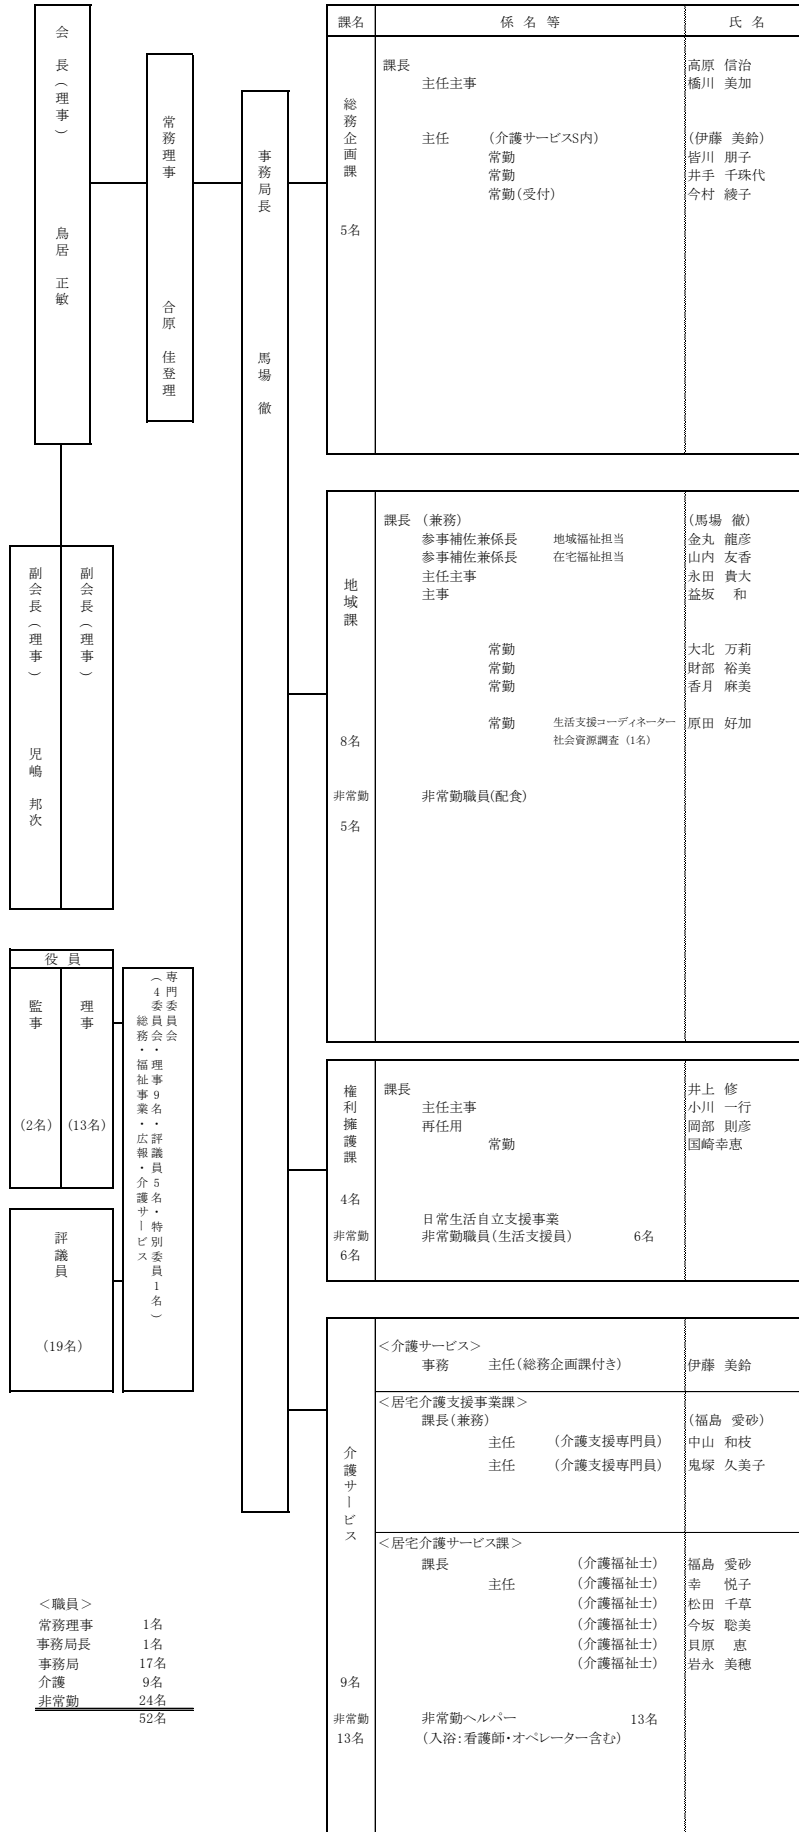 会長（理事）　鳥居　正敏
常務理事　合原　佳登理
事務局長　馬場　徹
副会長（理事）
副会長（理事）　児嶋　邦次
役 員
理事　(13名)
監事　(2名)
評議員　(19名)
専門委員会
（4委員会・理事9名・評議員5名・特別委員1名）
総務・福祉事業・広報・介護サービス
＜職員＞
常務理事　1名
事務局長　1名
事務局　17名
介護　9名
非常勤　24名
52名
課名　係 名 等　氏 名
総務企画課
5名
課長　高原 信治
主任主事　橋川 美加
主任　(介護サービスS内)　(伊藤 美鈴)
常勤　皆川 朋子
常勤　井手 千珠代
常勤(受付)　今村 綾子
地域課
8名
課長 (兼務)　(馬場 徹)
参事補佐兼係長　地域福祉担当　金丸 龍彦
参事補佐兼係長　在宅福祉担当　山内 友香
主任主事　永田 貴大
主事　益坂 和
常勤　大北 万莉
常勤　財部 裕美
常勤　香月 麻美
常勤　生活支援コーディネーター　原田 好加
社会資源調査 (1名)
非常勤　非常勤職員(配食)
5名
権利擁護課
4名
課長　井上 修
主任主事　小川 一行
再任用　岡部 則彦
常勤　国崎幸恵
日常生活自立支援事業
非常勤　非常勤職員(生活支援員)　6名
6名
介護サービス
9名
＜介護サービス＞
事務　主任(総務企画課付き)　伊藤 美鈴
＜居宅介護支援事業課＞
課長(兼務)　(福島 愛砂)
主任　(介護支援専門員)　中山 和枝
主任　(介護支援専門員)　鬼塚 久美子
＜居宅介護サービス課＞
課長　(介護福祉士)　福島 愛砂
主任　(介護福祉士)　幸 悦子
(介護福祉士)　松田 千草
(介護福祉士)　今坂 聡美
(介護福祉士)　貝原 恵
(介護福祉士)　岩永 美穂
非常勤　非常勤ヘルパー　13名
13名　(入浴：看護師・オペレーター含む)